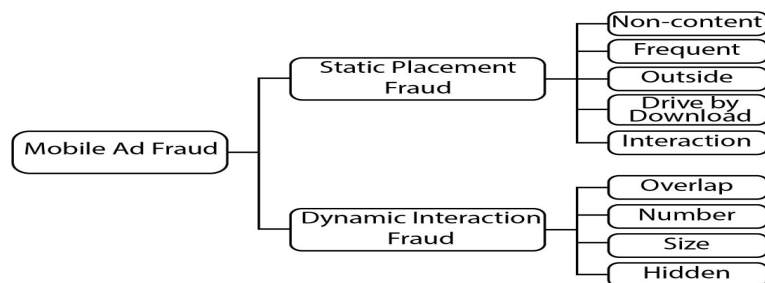 Mobile Ad Fraud
Static Placement
Fraud
Non-content
Frequent
Outside
Drive by
Download
Interaction
Dynamic Interaction
Fraud
Overlap
Number
Size
Hidden